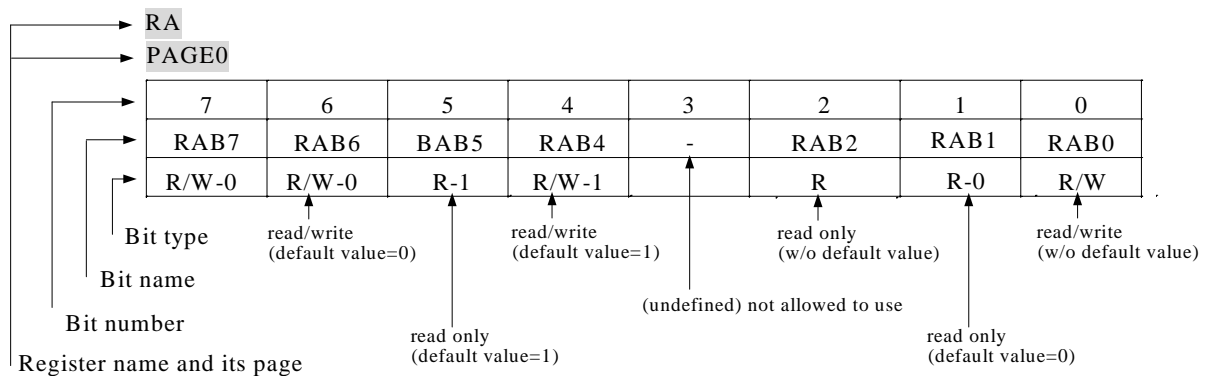 RA
PAGE0
7 6 5 4 3 2 1 0
RAB7 RAB6 BAB5 RAB4 - RAB2 RAB1 RAB0
R/W-0 R/W-0 R-1 R/W-1 R R-0 R/W
Bit type
read/write
(default value=0)
read/write
(default value=1)
read only
(w/o default value)
read/write
(w/o default value)
Bit name
(undefined) not allowed to use
Bit number
read only
(default value=1)
read only
(default value=0)
Register name and its page